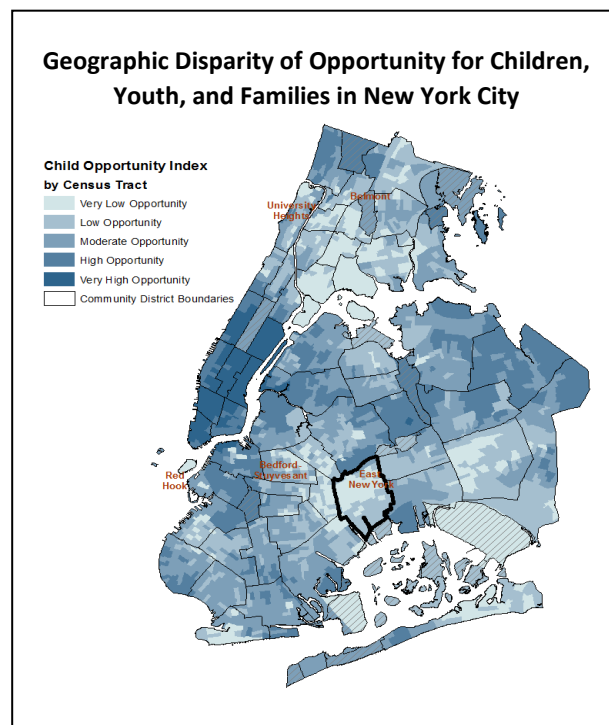 Geographic Disparity of Opportunity for Children,
Youth, and Families in New York City
Child Opportunity Index
by Census Tract
Very Low Opportunity
Low Opportunity
Moderate Opportunity
High Opportunity
Very High Opportunity
Community District Boundaries
University
Heights
Belmont
Red
Hook
Bedford-
Stuyvesant
East
New York